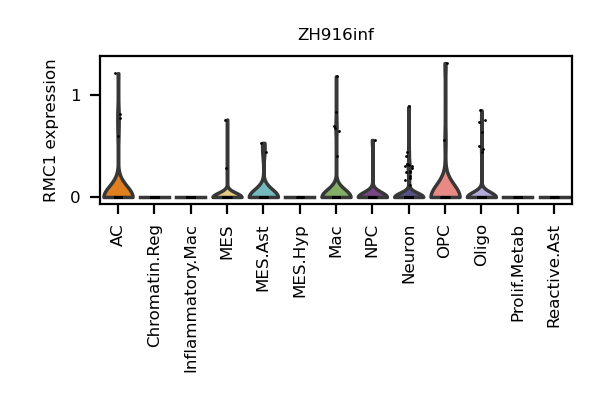 ZH916inf
RMC1 expression
1
0
AC
Chromatin.Reg
Inflammatory.Mac
MES
MES.Ast
MES.Hyp
Mac
NPC
Neuron
OPC
Oligo
Prolif.Metab
Reactive.Ast